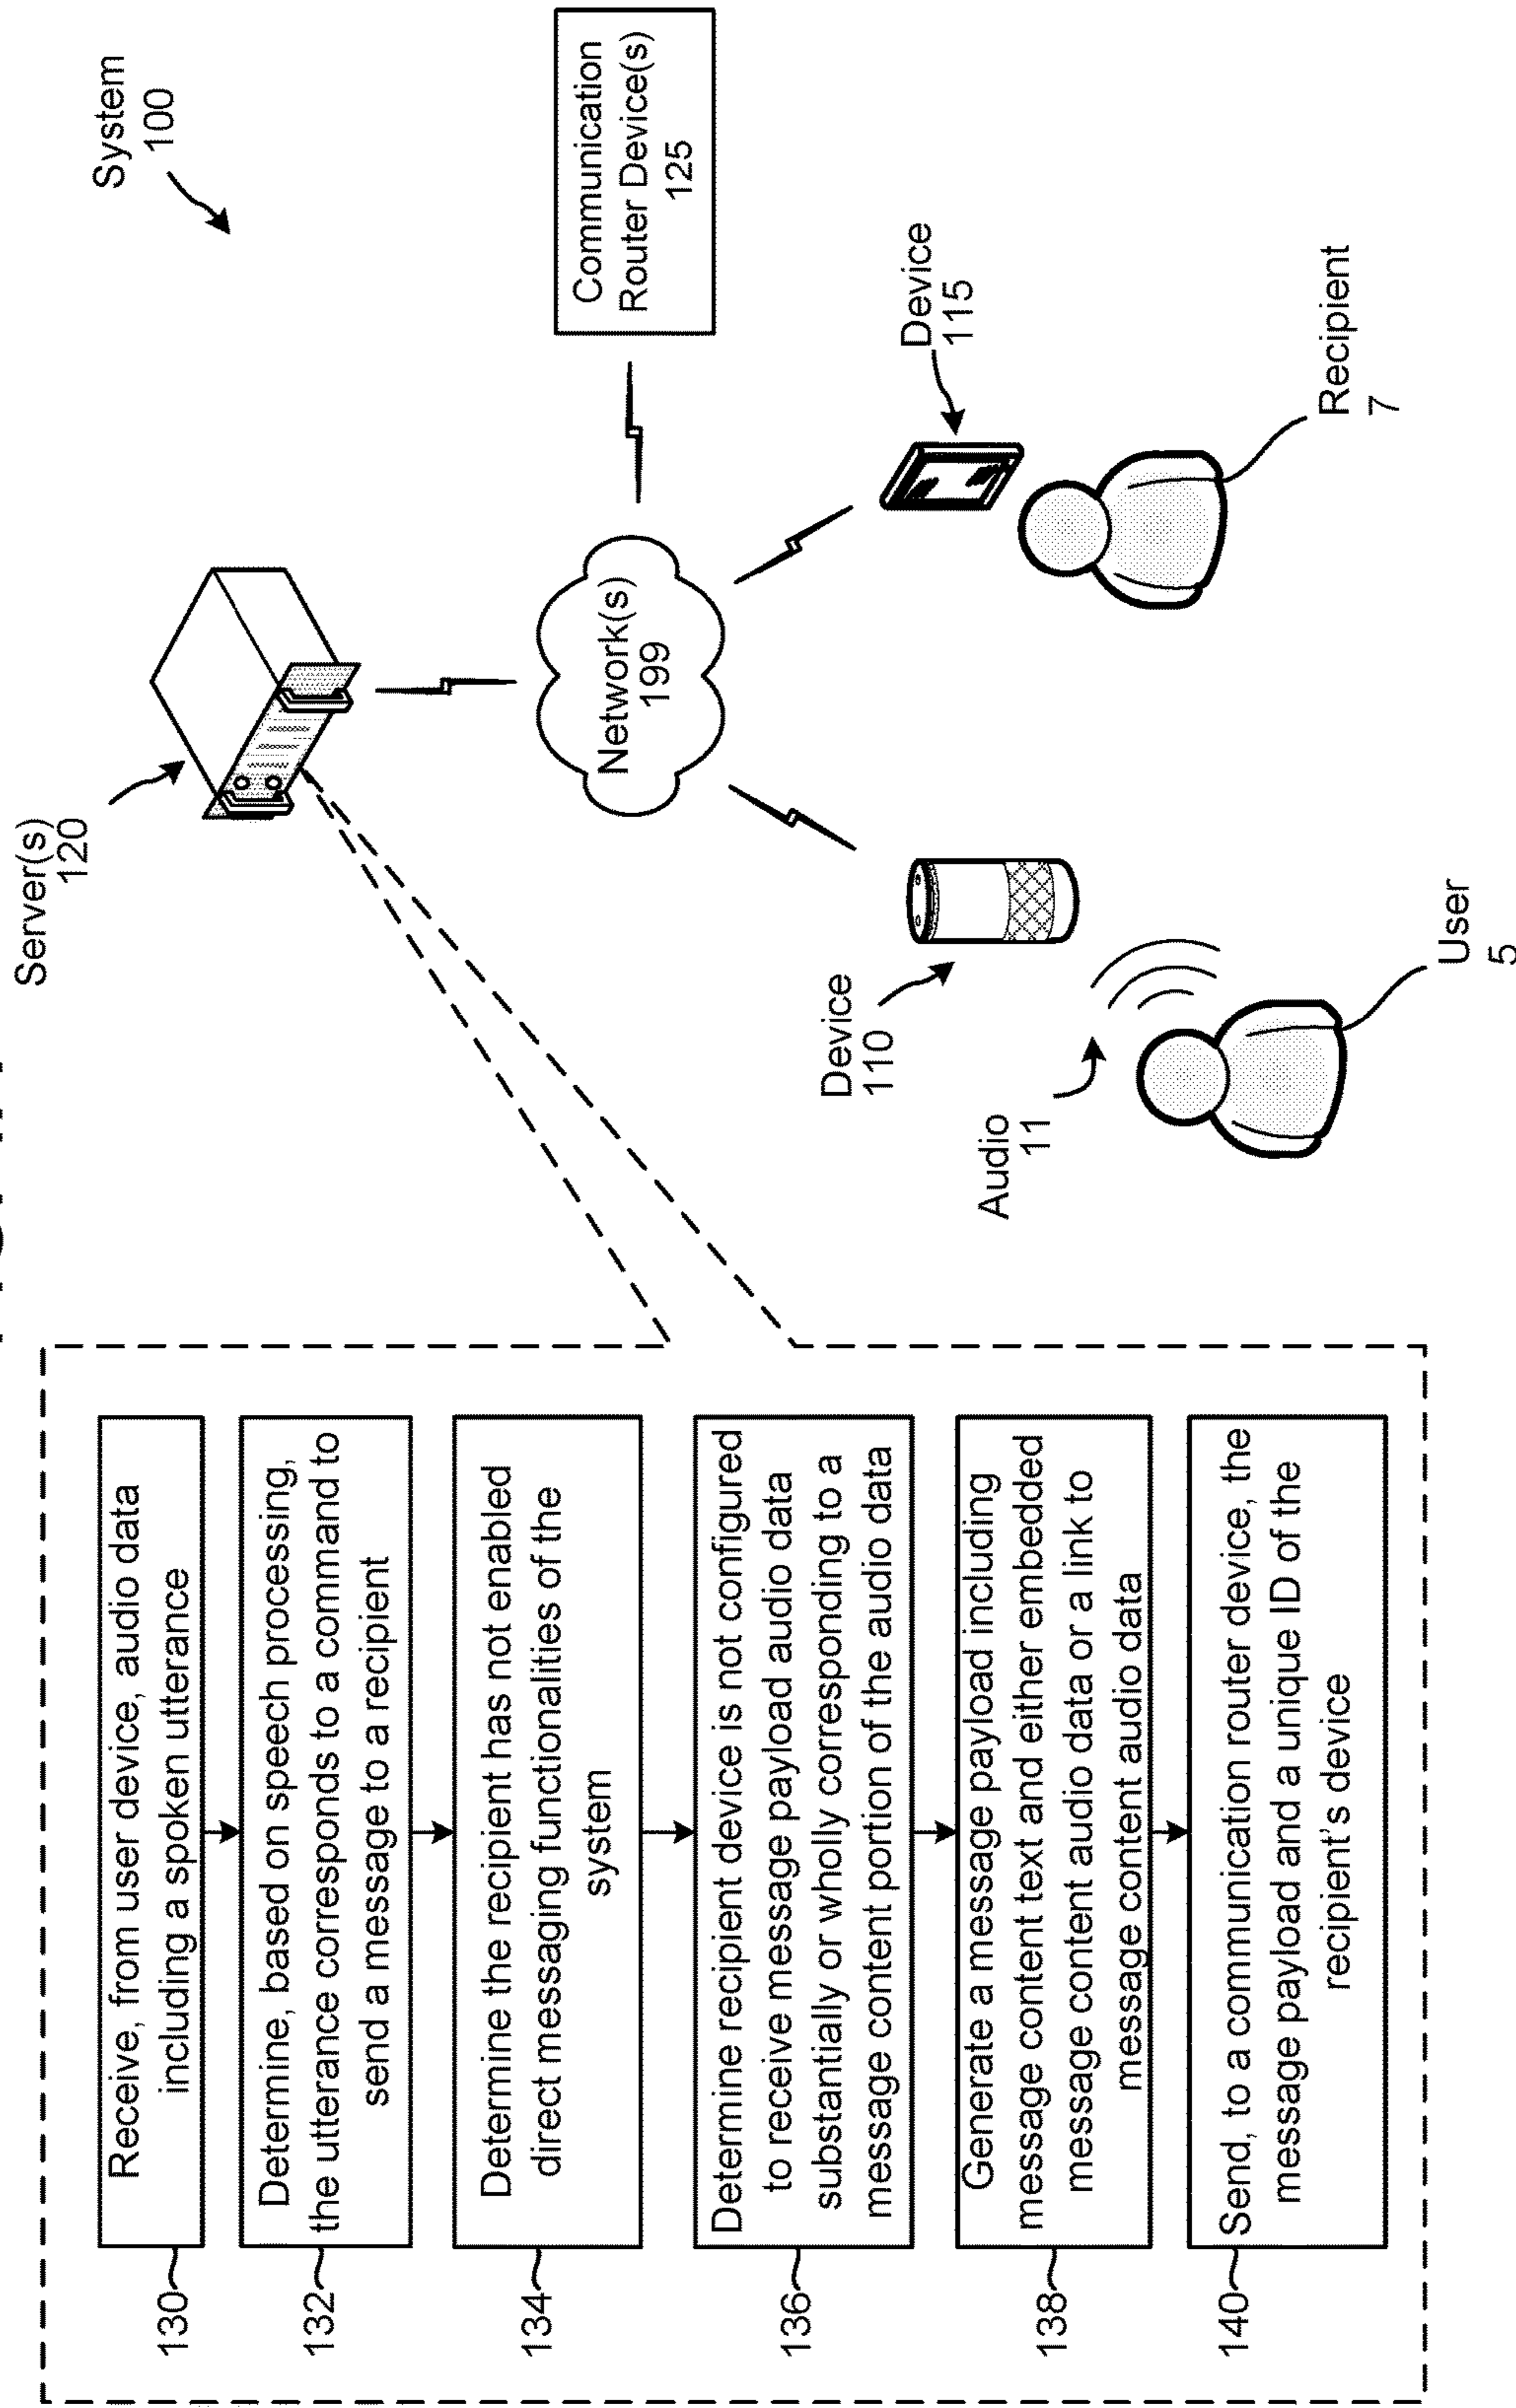 System
100
Server(s)
120
Communication
Router Device(s)
125
Network(s)
199
Device
110
Device
115
Audio
11
User
5
Recipient
7
130
Receive, from user device, audio data
including a spoken utterance
132
Determine, based on speech processing,
the utterance corresponds to a command to
send a message to a recipient
134
Determine the recipient has not enabled
direct messaging functionalities of the
system
136
Determine recipient device is not configured
to receive message payload audio data
substantially or wholly corresponding to a
message content portion of the audio data
138
Generate a message payload including
message content text and either embedded
message content audio data or a link to
message content audio data
140
Send, to a communication router device, the
message payload and a unique ID of the
recipient's device